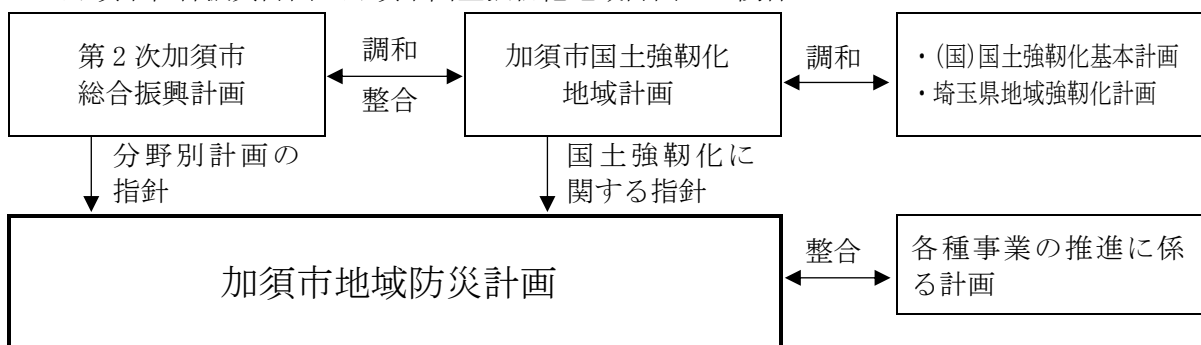 第２次加須市
総合振興計画
調和
整合
加須市国土強靱化
地域計画
調和
・(国)国土強靱化基本計画
・埼玉県地域強靱化計画
分野別計画の
指針
国土強靱化に
関する指針
加須市地域防災計画
整合
各種事業の推進に係
る計画